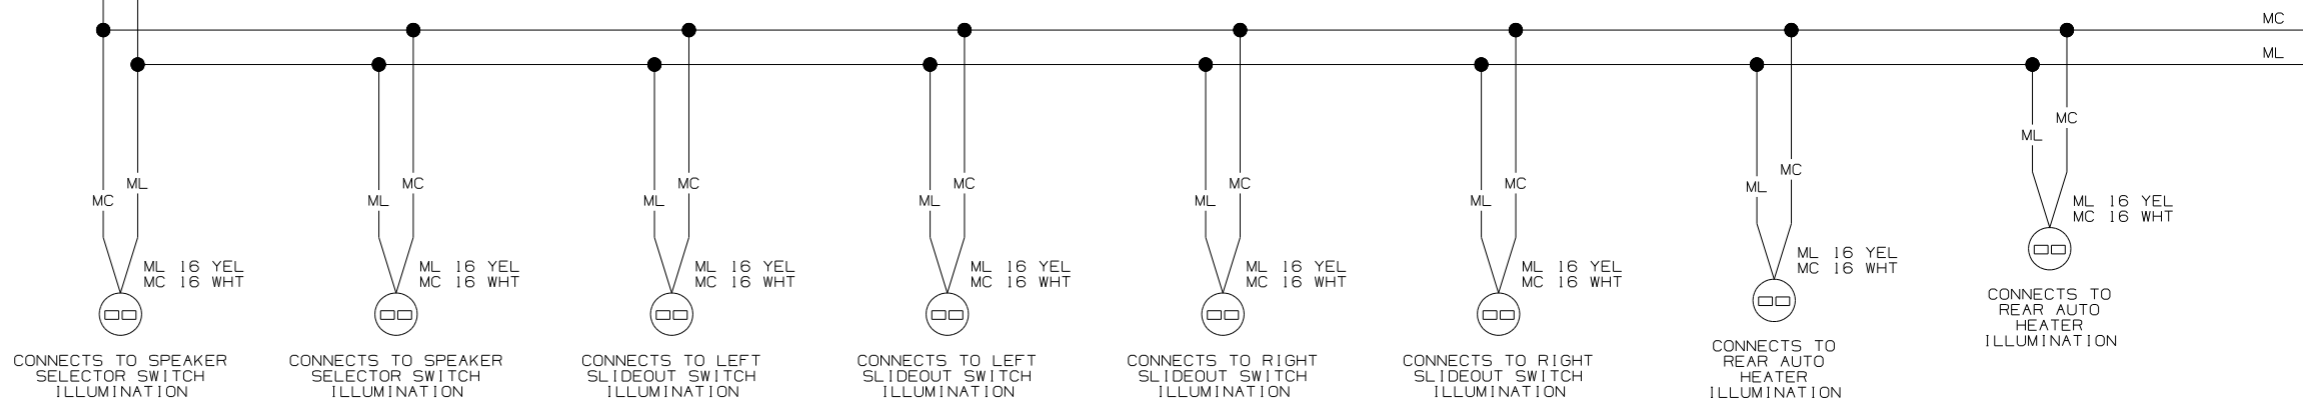 MC
ML
MC
ML
ML 16 YEL
MC 16 WHT
CONNECTS TO SPEAKER
SELECTOR SWITCH
ILLUMINATION
ML
MC
ML 16 YEL
MC 16 WHT
CONNECTS TO SPEAKER
SELECTOR SWITCH
ILLUMINATION
ML
MC
ML 16 YEL
MC 16 WHT
CONNECTS TO LEFT
SLIDEOUT SWITCH
ILLUMINATION
ML
MC
ML 16 YEL
MC 16 WHT
CONNECTS TO LEFT
SLIDEOUT SWITCH
ILLUMINATION
ML
MC
ML 16 YEL
MC 16 WHT
CONNECTS TO RIGHT
SLIDEOUT SWITCH
ILLUMINATION
ML
MC
ML 16 YEL
MC 16 WHT
CONNECTS TO RIGHT
SLIDEOUT SWITCH
ILLUMINATION
ML
MC
ML 16 YEL
MC 16 WHT
CONNECTS TO
REAR AUTO
HEATER
ILLUMINATION
ML
MC
ML 16 YEL
MC 16 WHT
CONNECTS TO
REAR AUTO
HEATER
ILLUMINATION